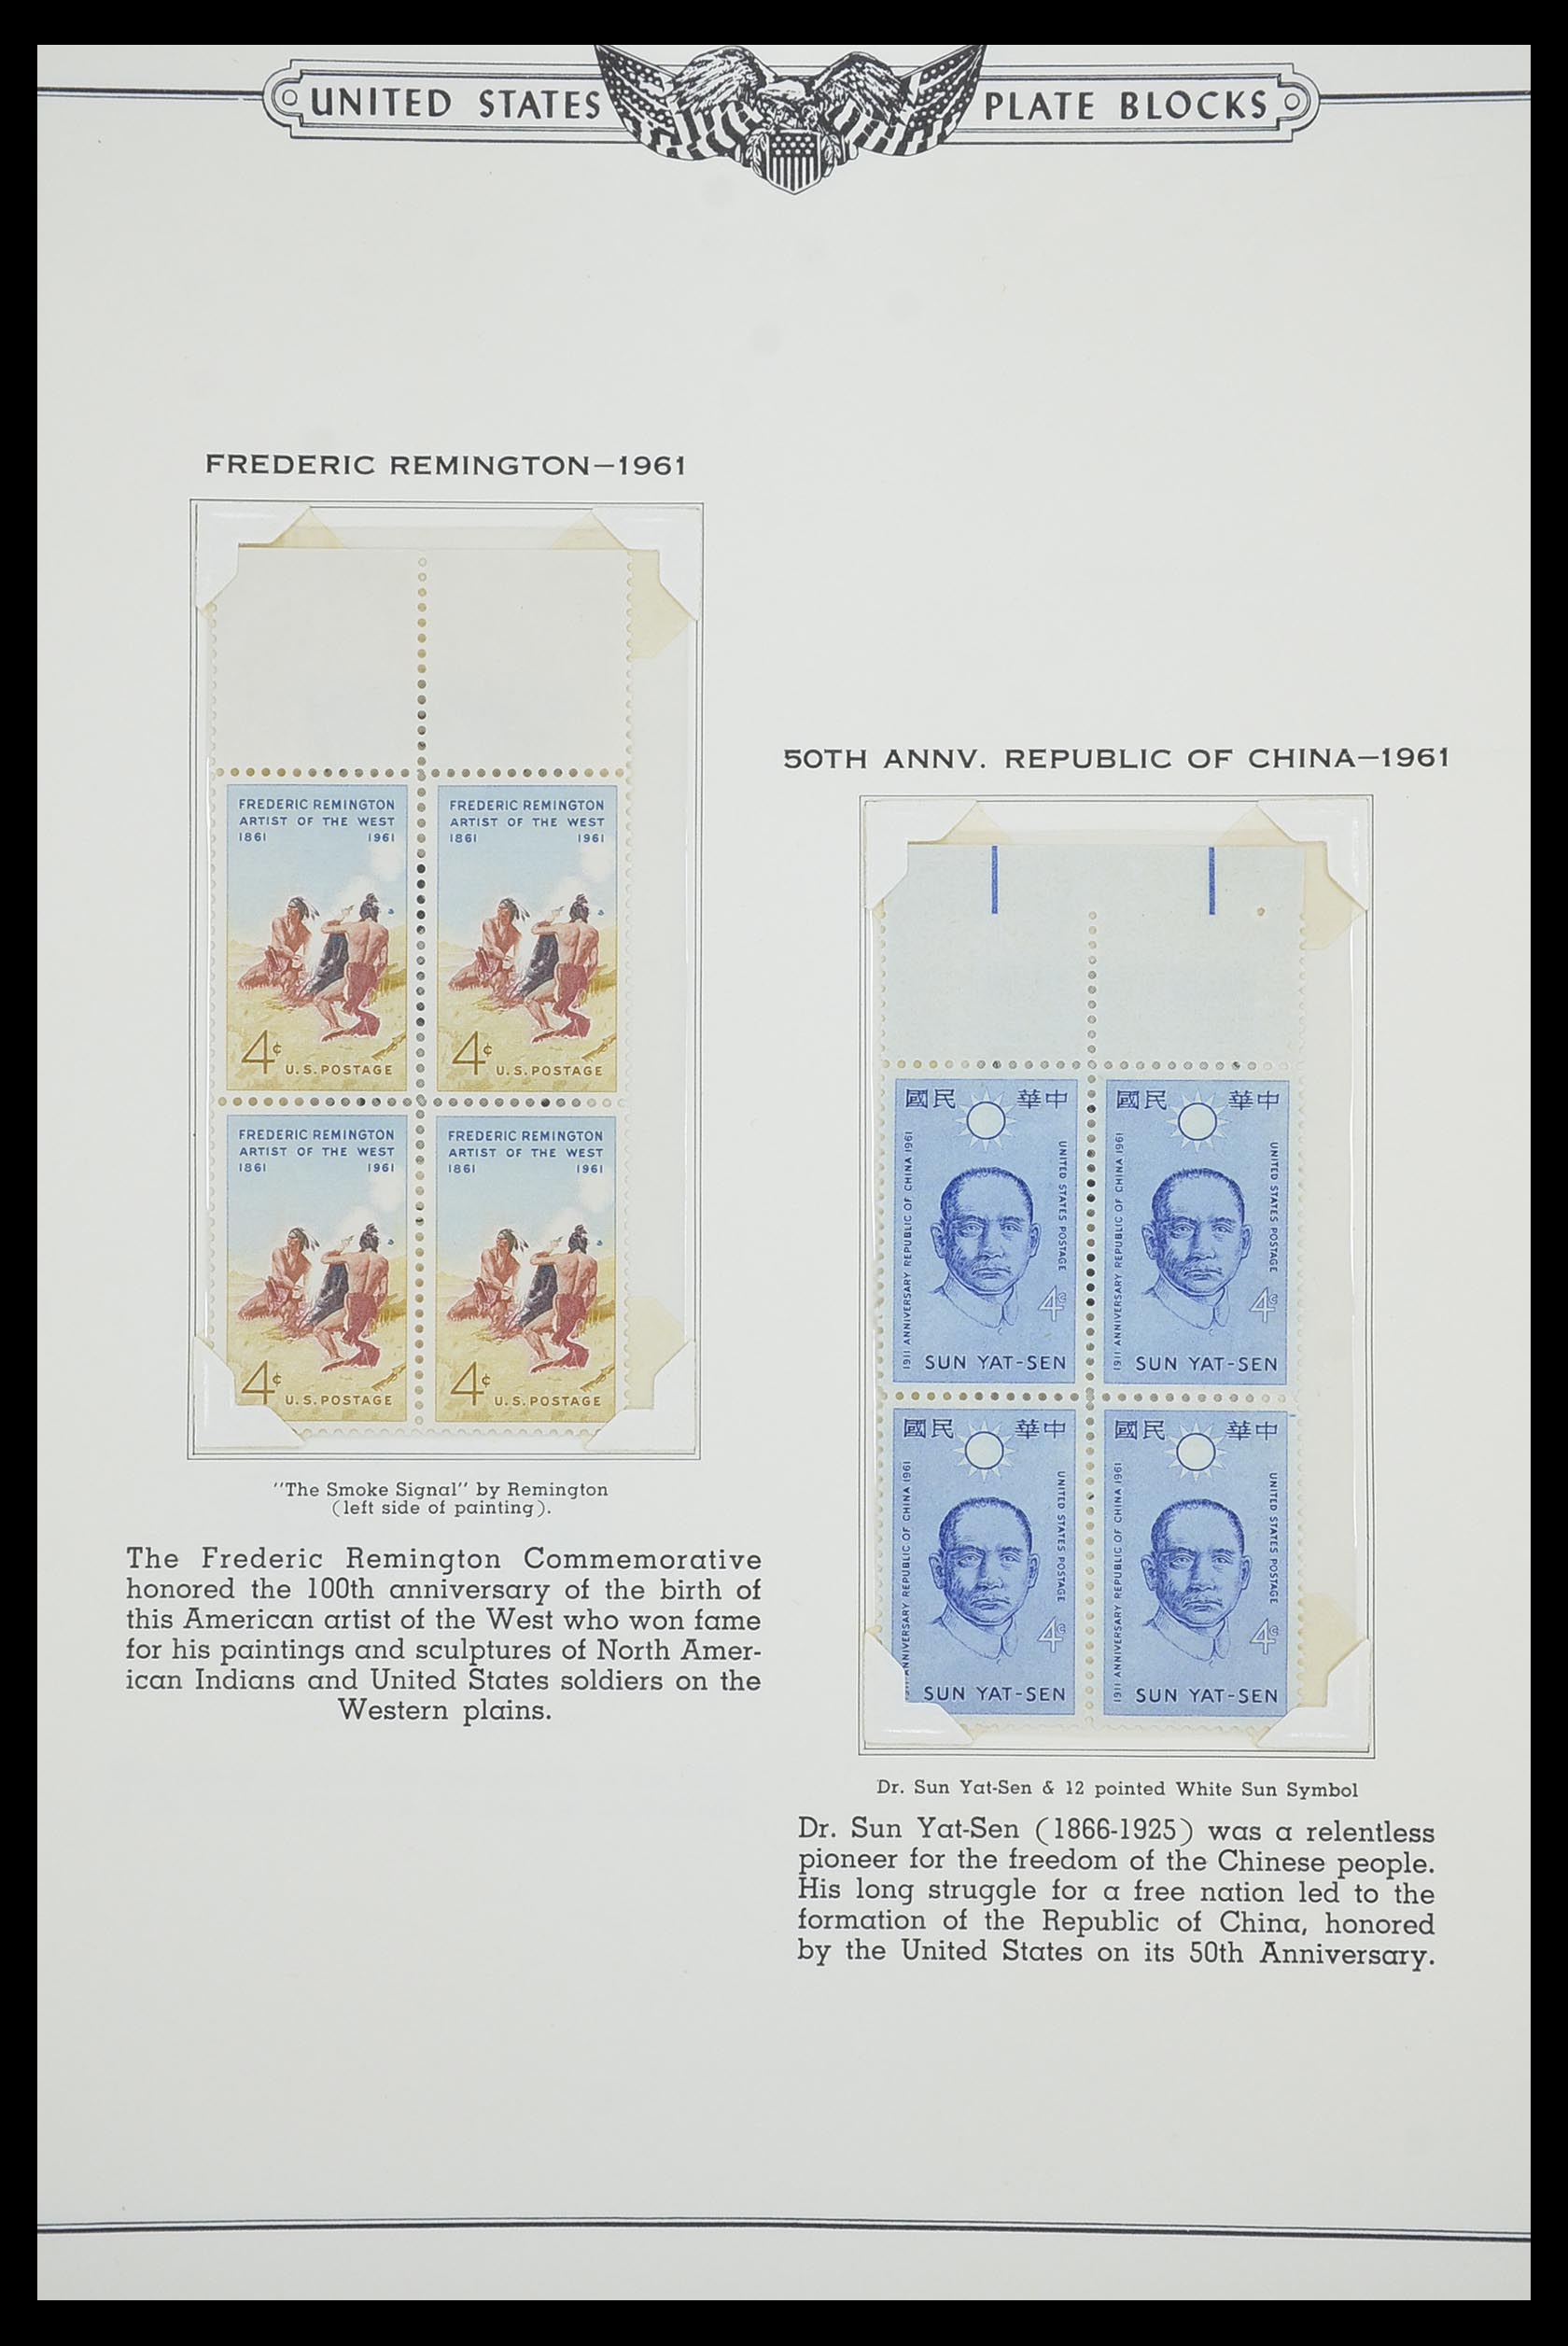 UNITED STATES PLATE BLOCKS
FREDERIC REMINGTON—1961
FREDERIC REMINGTON
ARTIST OF THE WEST
1861 1961
4¢ U.S.POSTAGE
FREDERIC REMINGTON
ARTIST OF THE WEST
1861 1961
4¢ U.S.POSTAGE
FREDERIC REMINGTON
ARTIST OF THE WEST
1861 1961
4¢ U.S.POSTAGE
FREDERIC REMINGTON
ARTIST OF THE WEST
1861 1961
4¢ U.S.POSTAGE
"The Smoke Signal" by Remington
(left side of painting).
The Frederic Remington Commemorative
honored the 100th anniversary of the birth of
this American artist of the West who won fame
for his paintings and sculptures of North Amer-
ican Indians and United States soldiers on the
Western plains.
50TH ANNV. REPUBLIC OF CHINA—1961
國民 華中
1911 ANNIVERSARY REPUBLIC OF CHINA 1961
UNITED STATES POSTAGE
4¢
SUN YAT-SEN
國民 華中
1911 ANNIVERSARY REPUBLIC OF CHINA 1961
UNITED STATES POSTAGE
4¢
SUN YAT-SEN
國民 華中
ANNIVERSARY REPUBLIC OF CHINA 1961
UNITED STATES POSTAGE
4¢
SUN YAT-SEN
國民 華中
1911 ANNIVERSARY REPUBLIC OF CHINA 1961
UNITED STATES POSTAGE
4¢
SUN YAT-SEN
Dr. Sun Yat-Sen & 12 pointed White Sun Symbol
Dr. Sun Yat-Sen (1866-1925) was a relentless
pioneer for the freedom of the Chinese people.
His long struggle for a free nation led to the
formation of the Republic of China, honored
by the United States on its 50th Anniversary.